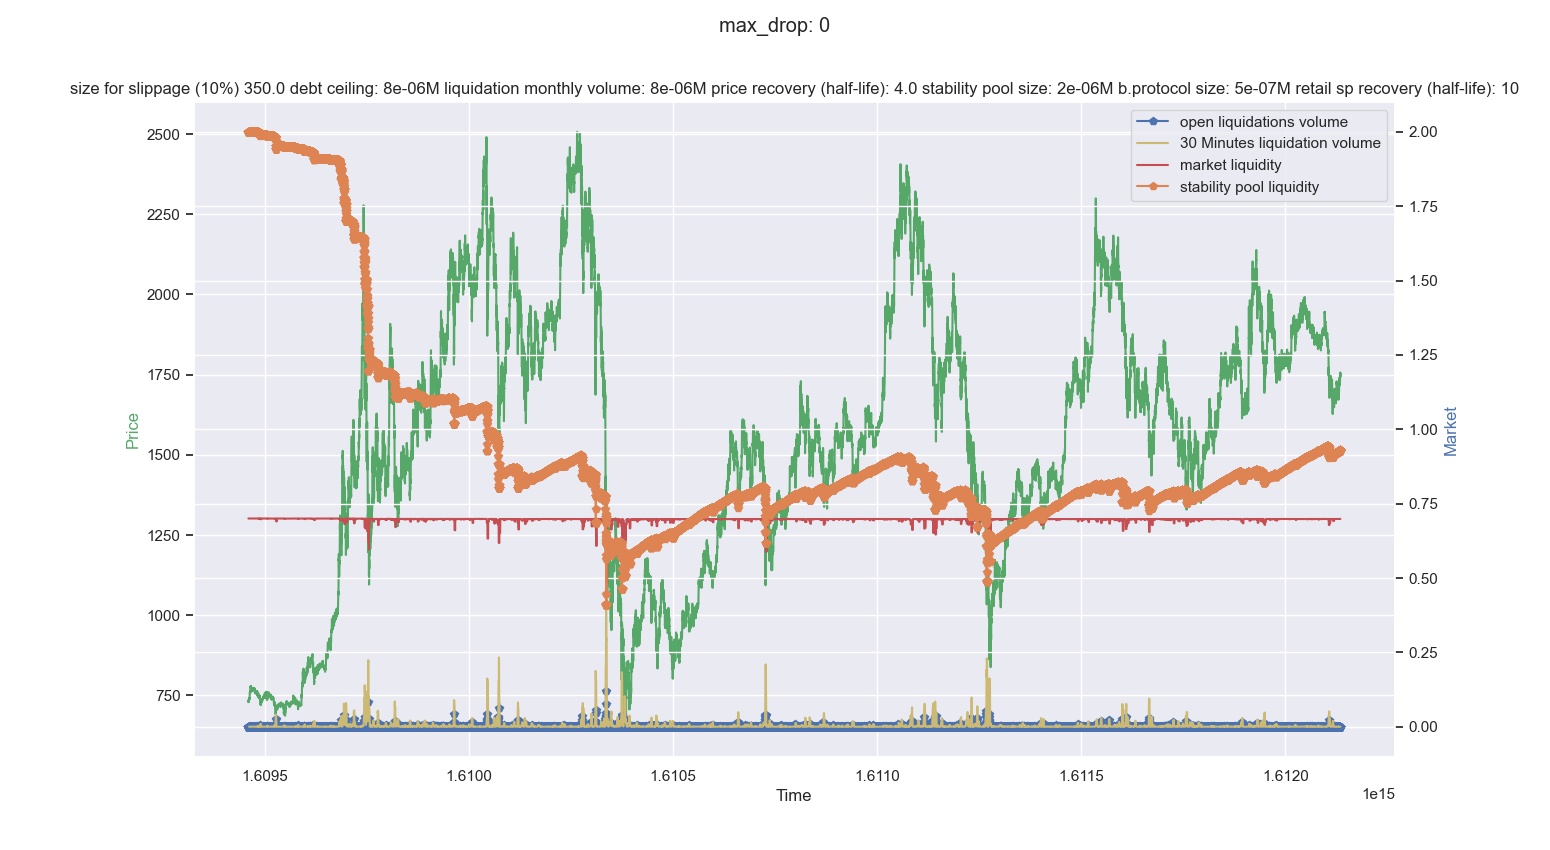 max_drop: 0
size for slippage (10%) 350.0 debt ceiling: 8e-06M liquidation monthly volume: 8e-06M price recovery (half-life): 4.0 stability pool size: 2e-06M b.protocol size: 5e-07M retail sp recovery (half-life): 10
open liquidations volume
30 Minutes liquidation volume
market liquidity
stability pool liquidity
2500
2250
2000
1750
1500
1250
1000
750
Price
2.00
1.75
1.50
1.25
1.00
0.75
0.50
0.25
0.00
Market
1.6095 1.6100 1.6105 1.6110 1.6115 1.6120
Time
1e15